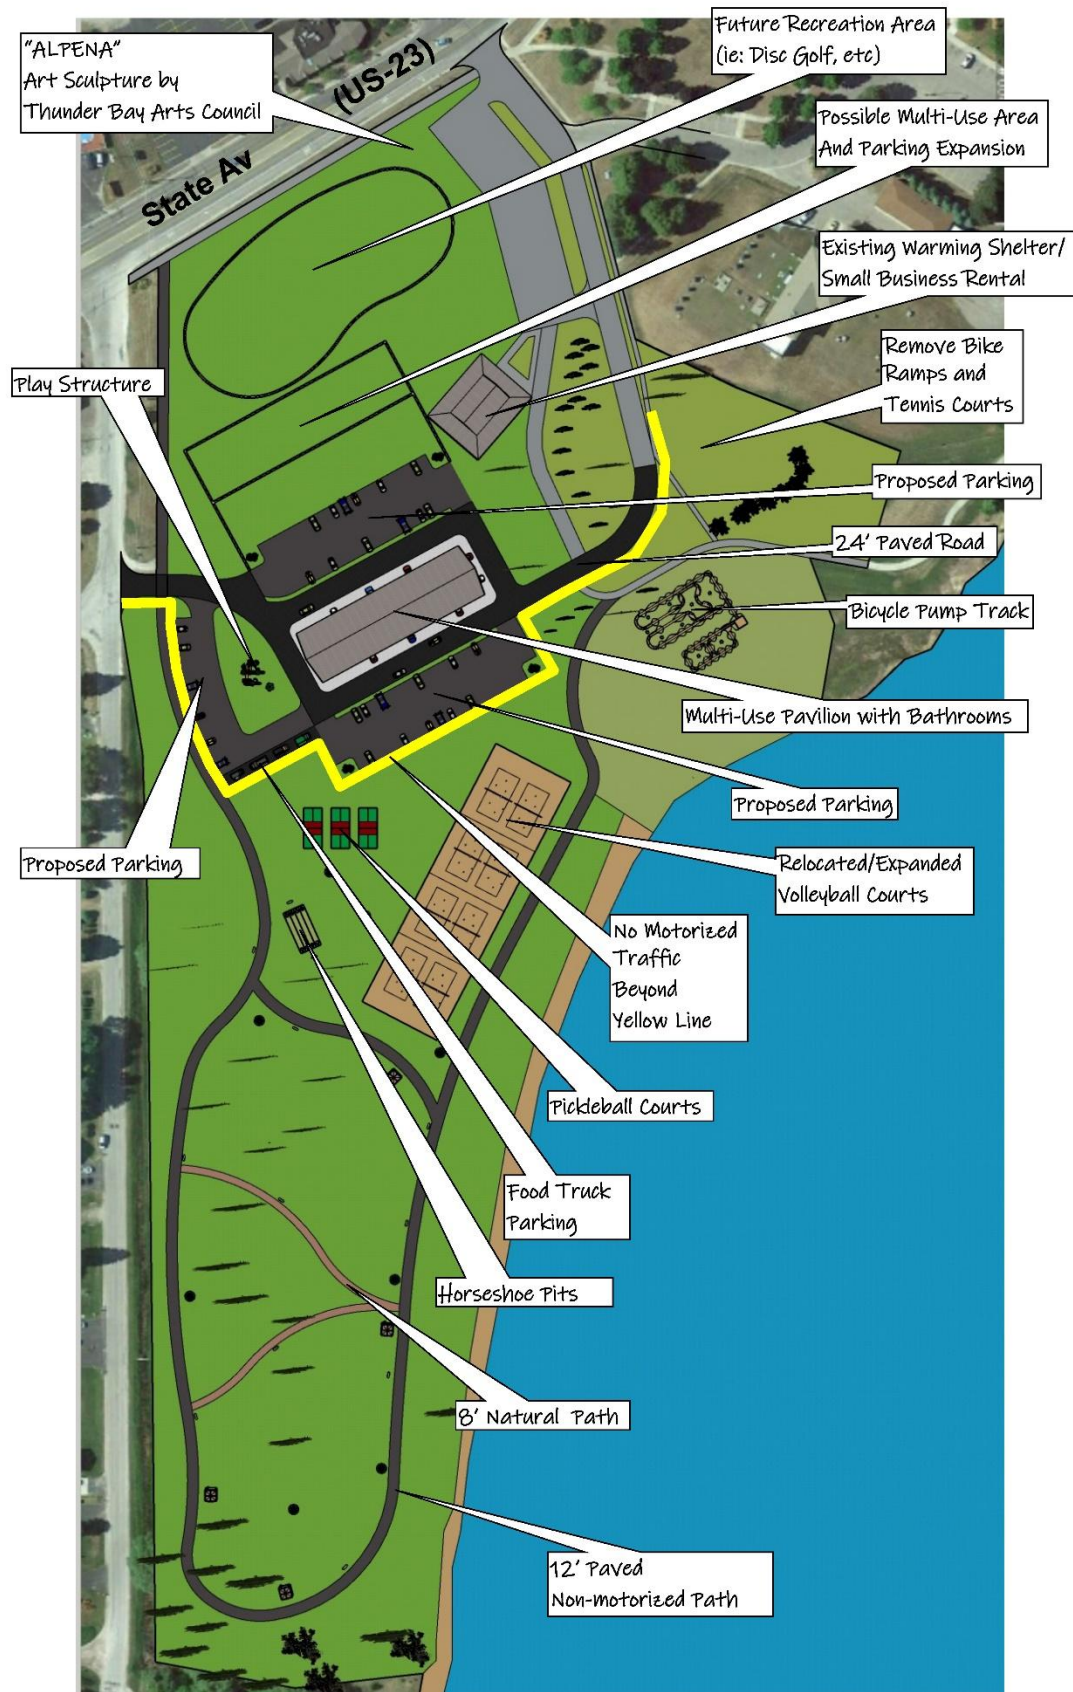 "ALPENA"
Art Sculpture by
Thunder Bay Arts Council
Future Recreation Area
(ie: Disc Golf, etc)
State Av (US-23)
Possible Multi-Use Area
And Parking Expansion
Existing Warming Shelter/
Small Business Rental
Remove Bike
Ramps and
Tennis Courts
Play Structure
Proposed Parking
24' Paved Road
Bicycle Pump Track
Multi-Use Pavilion with Bathrooms
Proposed Parking
Proposed Parking
Relocated/Expanded
Volleyball Courts
No Motorized
Traffic
Beyond
Yellow Line
Pickleball Courts
Food Truck
Parking
Horseshoe Pits
8' Natural Path
12' Paved
Non-motorized Path